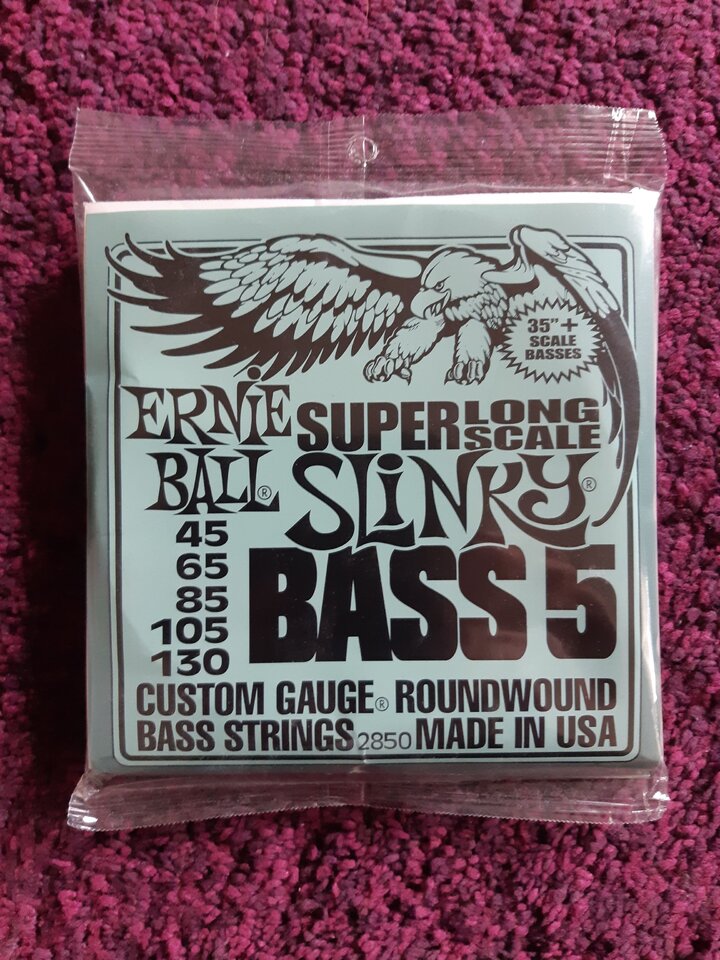 35"+
SCALE
BASSES
ERNIE
BALL®
SUPER LONG
SCALE
SLINKY®
BASS 5
45
65
85
105
130
CUSTOM GAUGE® ROUNDWOUND
BASS STRINGS 2850 MADE IN USA